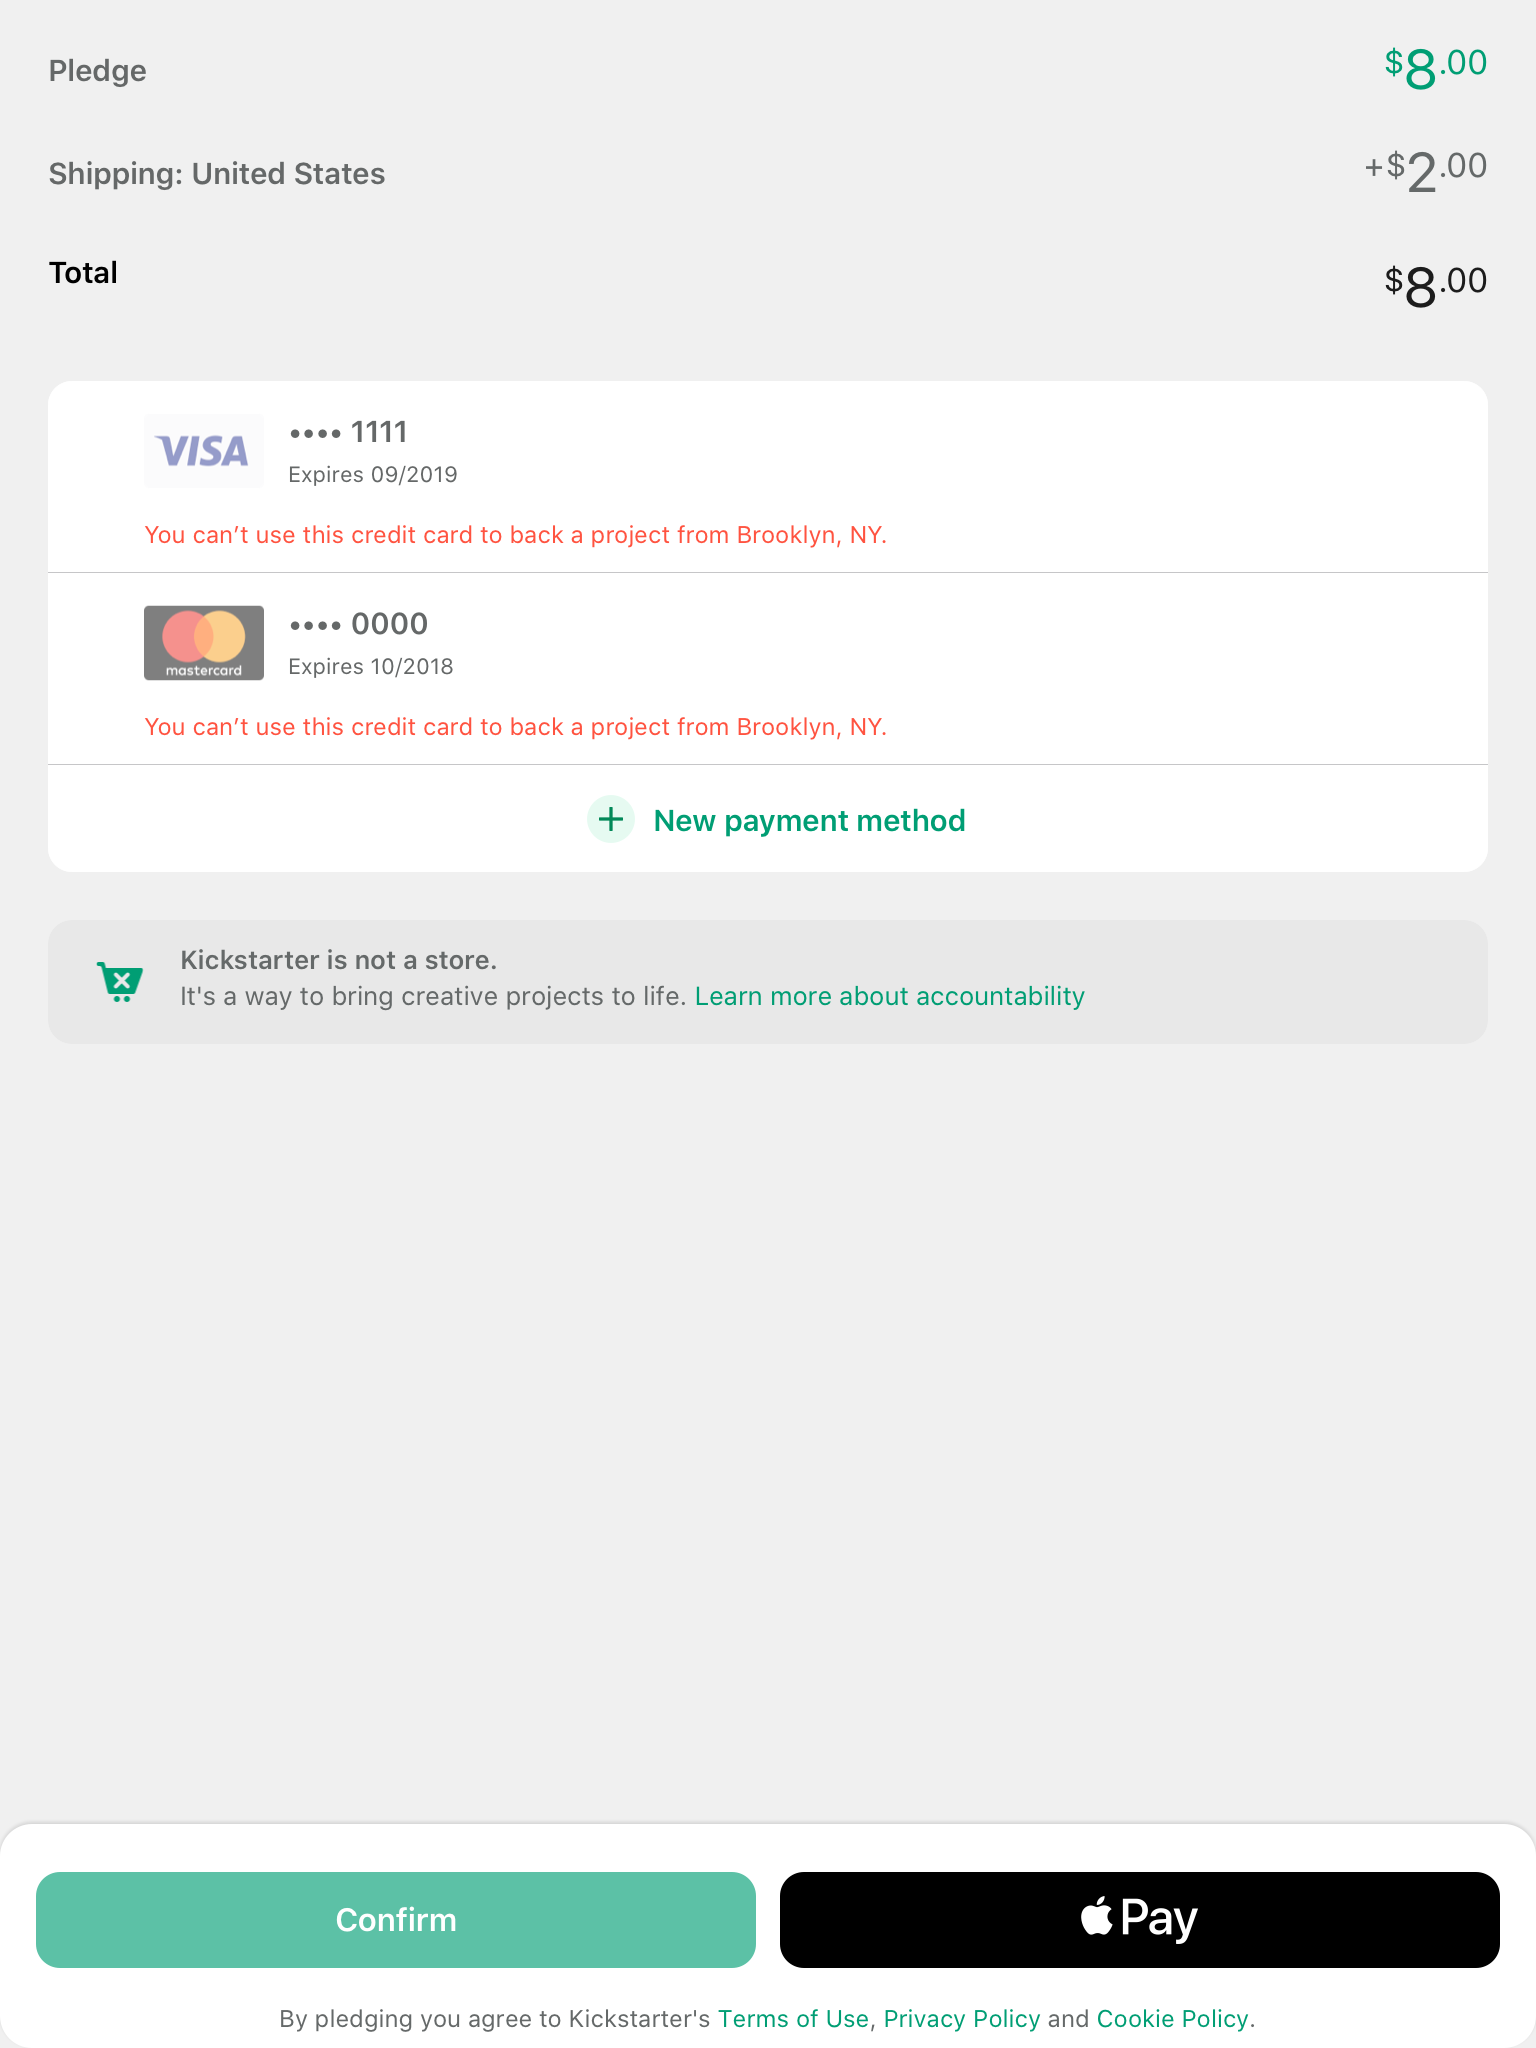 Pledge
$8.00
Shipping: United States
+$2.00
Total
$8.00
VISA
•••• 1111
Expires 09/2019
You can’t use this credit card to back a project from Brooklyn, NY.
mastercard
•••• 0000
Expires 10/2018
You can’t use this credit card to back a project from Brooklyn, NY.
New payment method
Kickstarter is not a store.
It's a way to bring creative projects to life. Learn more about accountability
Confirm
Pay
By pledging you agree to Kickstarter's Terms of Use, Privacy Policy and Cookie Policy.